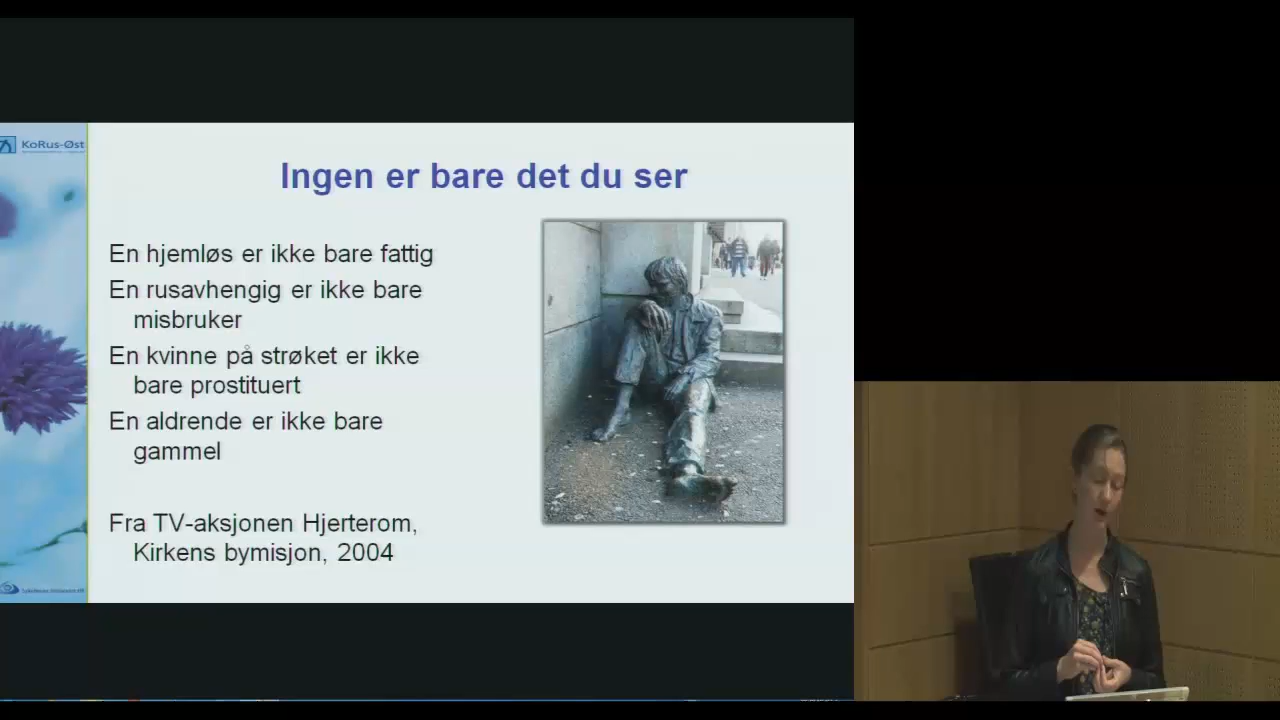 KoRus-Øst
Ingen er bare det du ser
En hjemløs er ikke bare fattig
En rusavhengig er ikke bare
misbruker
En kvinne på strøket er ikke
bare prostituert
En aldrende er ikke bare
gammel
Fra TV-aksjonen Hjerterom,
Kirkens bymisjon, 2004